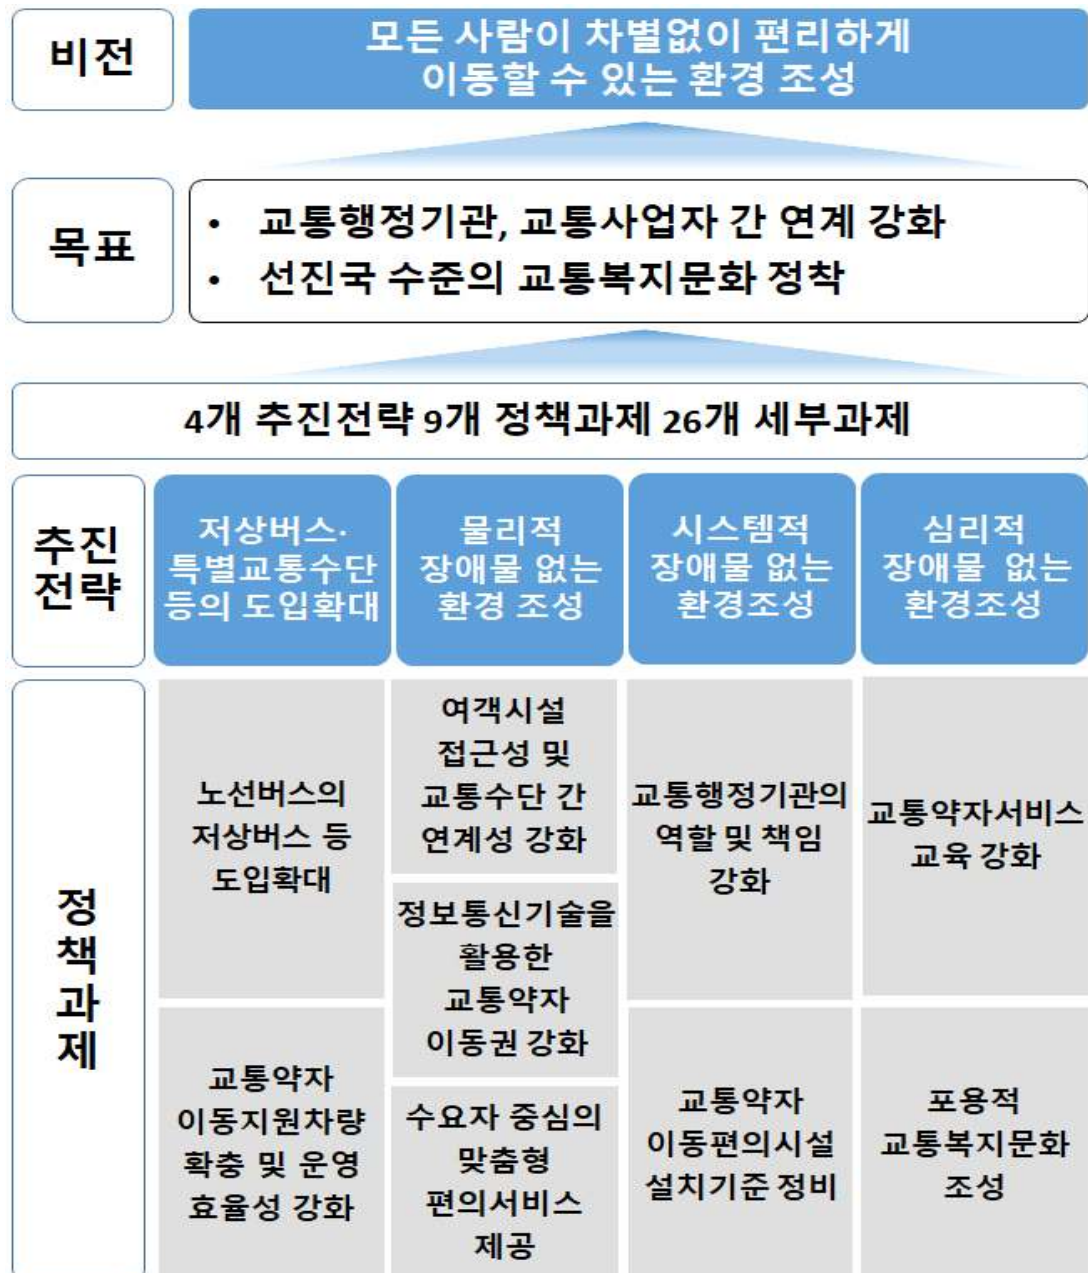 비전
모든 사람이 차별없이 편리하게
이동할 수 있는 환경 조성
목표
• 교통행정기관, 교통사업자 간 연계 강화
• 선진국 수준의 교통복지문화 정착
4개 추진전략 9개 정책과제 26개 세부과제
추진
전략
저상버스·
특별교통수단
등의 도입확대
물리적
장애물 없는
환경 조성
시스템적
장애물 없는
환경조성
심리적
장애물 없는
환경조성
정
책
과
제
노선버스의
저상버스 등
도입확대
교통약자
이동지원차량
확충 및 운영
효율성 강화
여객시설
접근성 및
교통수단 간
연계성 강화
정보통신기술을
활용한
교통약자
이동권 강화
수요자 중심의
맞춤형
편의서비스
제공
교통행정기관의
역할 및 책임
강화
교통약자
이동편의시설
설치기준 정비
교통약자서비스
교육 강화
포용적
교통복지문화
조성